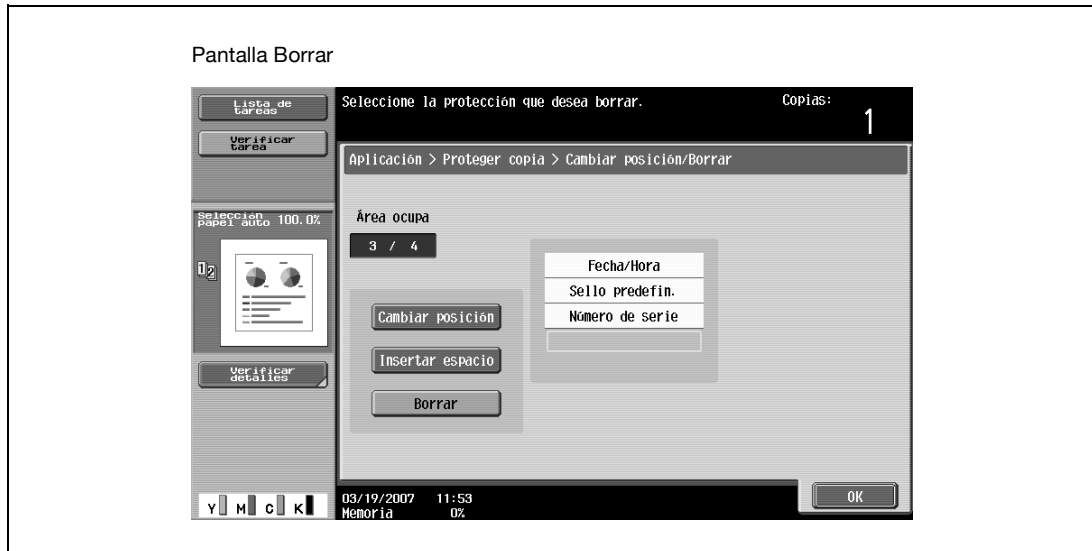 Pantalla Borrar
Lista de
tareas
Seleccione la protección que desea borrar.
Copias:
1
Verificar
tarea
Aplicación > Proteger copia > Cambiar posición/Borrar
Selección
papel auto 100.0%
Área ocupa
3 / 4
12
Fecha/Hora
Sello predefin.
Número de serie
Cambiar posición
Insertar espacio
Borrar
Verificar
detalles
OK
Y M C K
03/19/2007 11:53
Memoria 0%